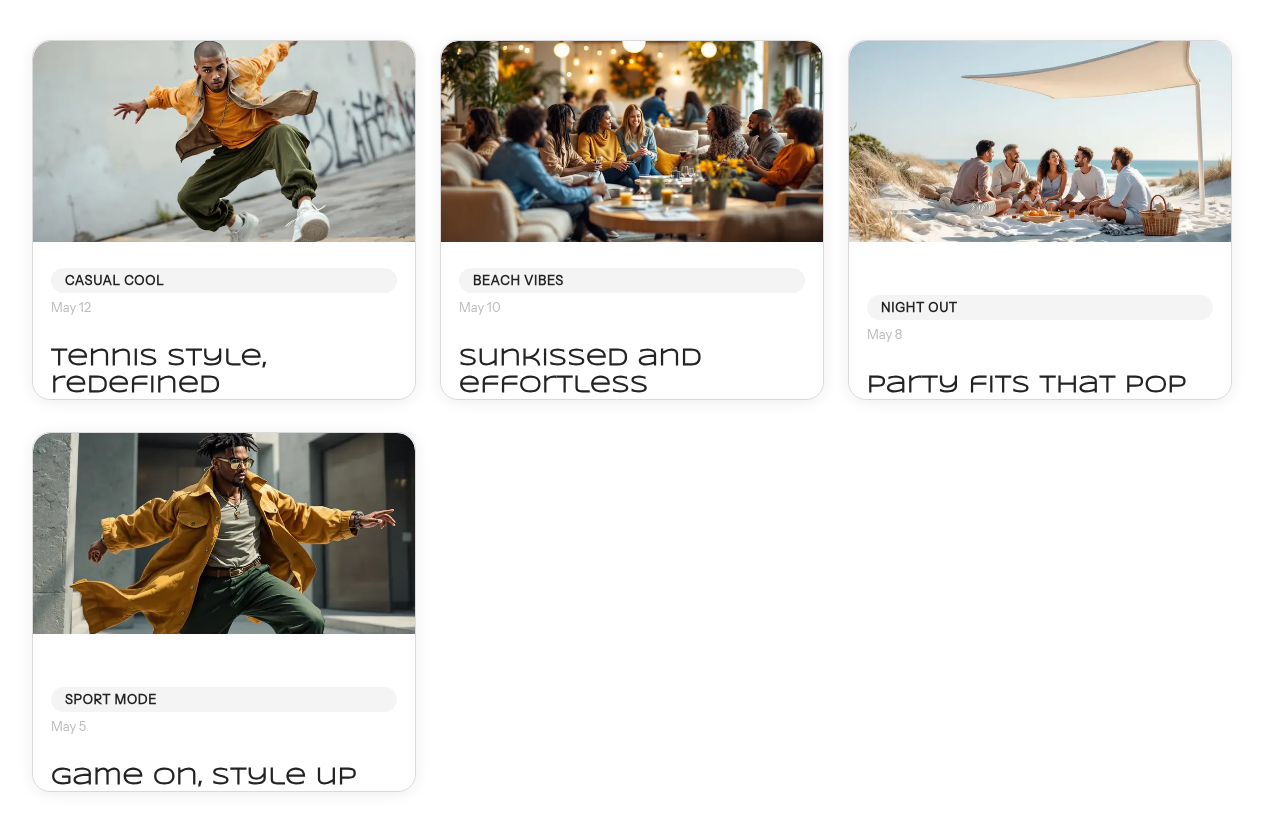 CASUAL COOL
May 12
Tennis style,
redefined
BEACH VIBES
May 10
Sunkissed and
effortless
NIGHT OUT
May 8
Party fits that pop
SPORT MODE
May 5
Game on, style up